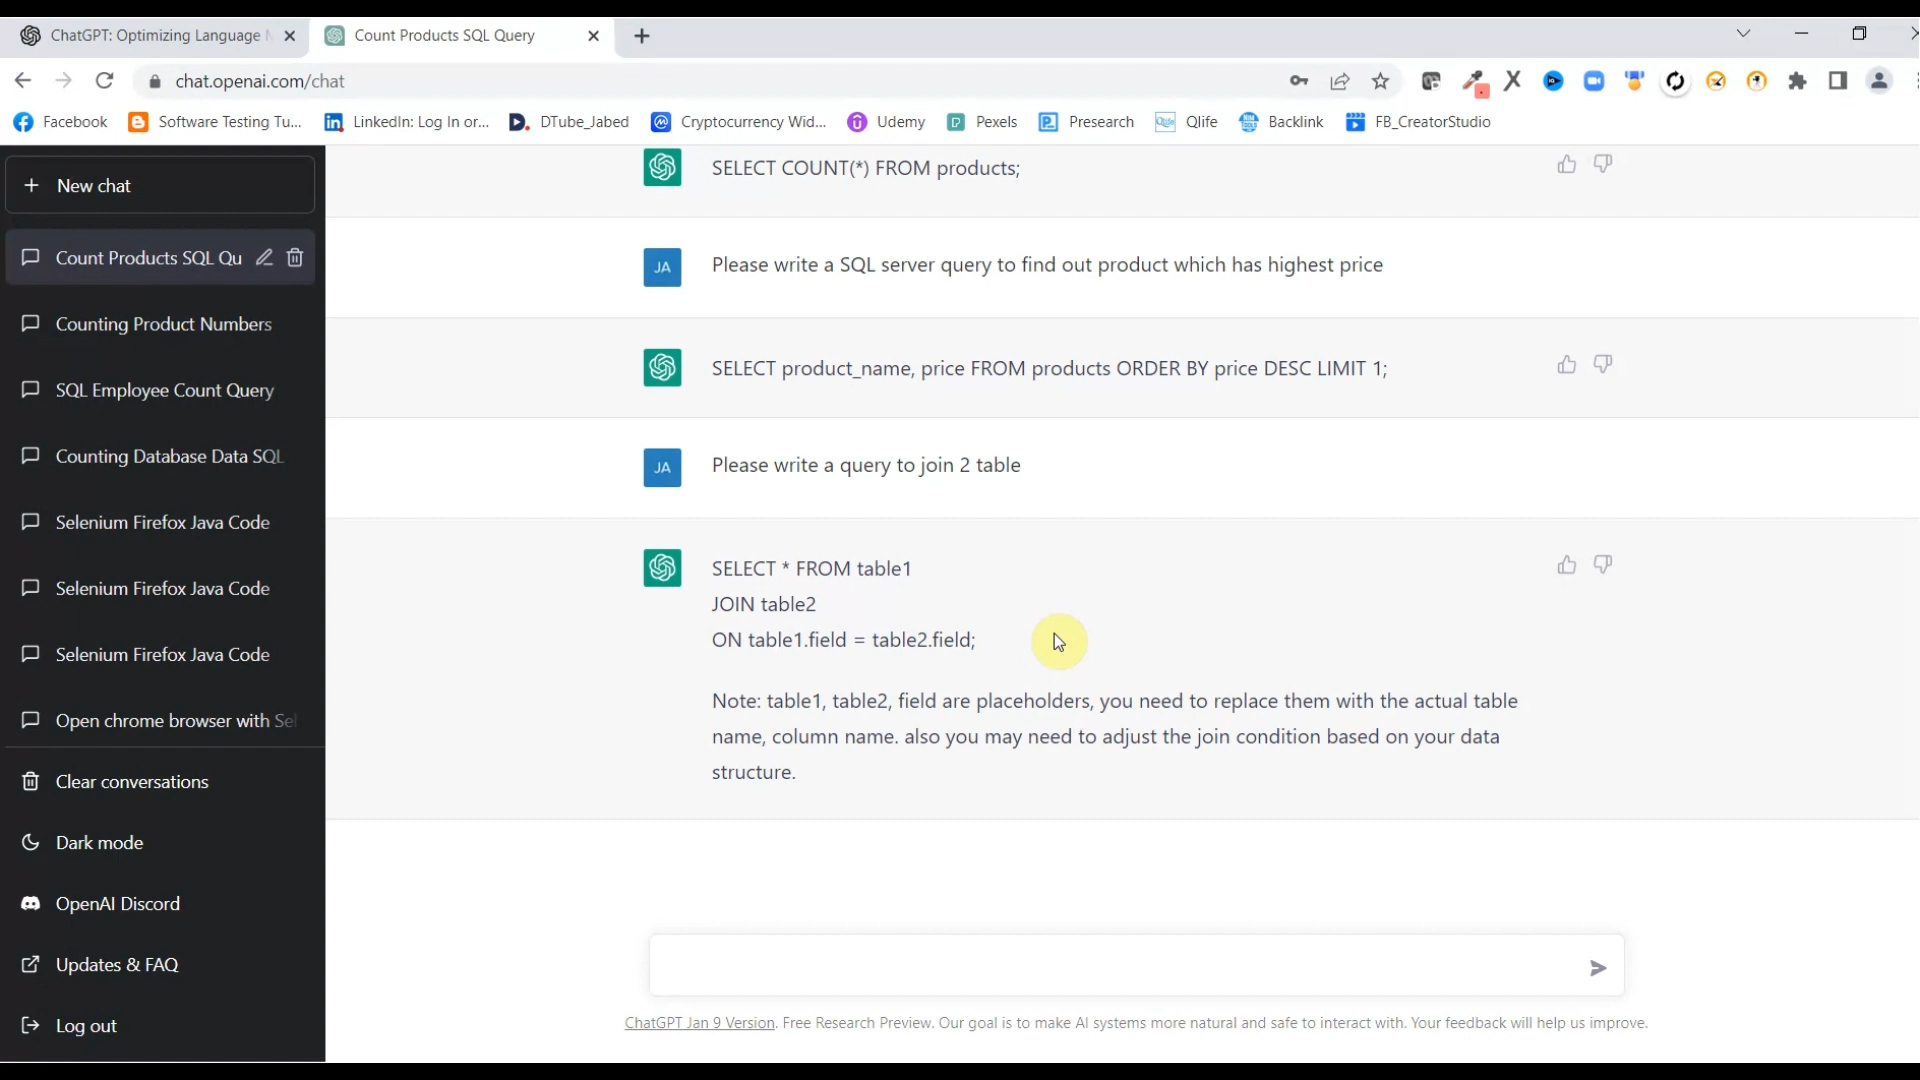 ChatGPT: Optimizing Language
Count Products SQL Query
chat.openai.com/chat
Facebook
Software Testing Tu...
LinkedIn: Log In or...
DTube_Jabed
Cryptocurrency Wid...
Udemy
Pexels
Presearch
Qlife
Backlink
FB_CreatorStudio
New chat
Count Products SQL Qu
Counting Product Numbers
SQL Employee Count Query
Counting Database Data SQL
Selenium Firefox Java Code
Selenium Firefox Java Code
Selenium Firefox Java Code
Open chrome browser with Sel
Clear conversations
Dark mode
OpenAI Discord
Updates & FAQ
Log out
SELECT COUNT(*) FROM products;
JA
Please write a SQL server query to find out product which has highest price
SELECT product_name, price FROM products ORDER BY price DESC LIMIT 1;
JA
Please write a query to join 2 table
SELECT * FROM table1
JOIN table2
ON table1.field = table2.field;
Note: table1, table2, field are placeholders, you need to replace them with the actual table
name, column name. also you may need to adjust the join condition based on your data
structure.
ChatGPT Jan 9 Version. Free Research Preview. Our goal is to make AI systems more natural and safe to interact with. Your feedback will help us improve.